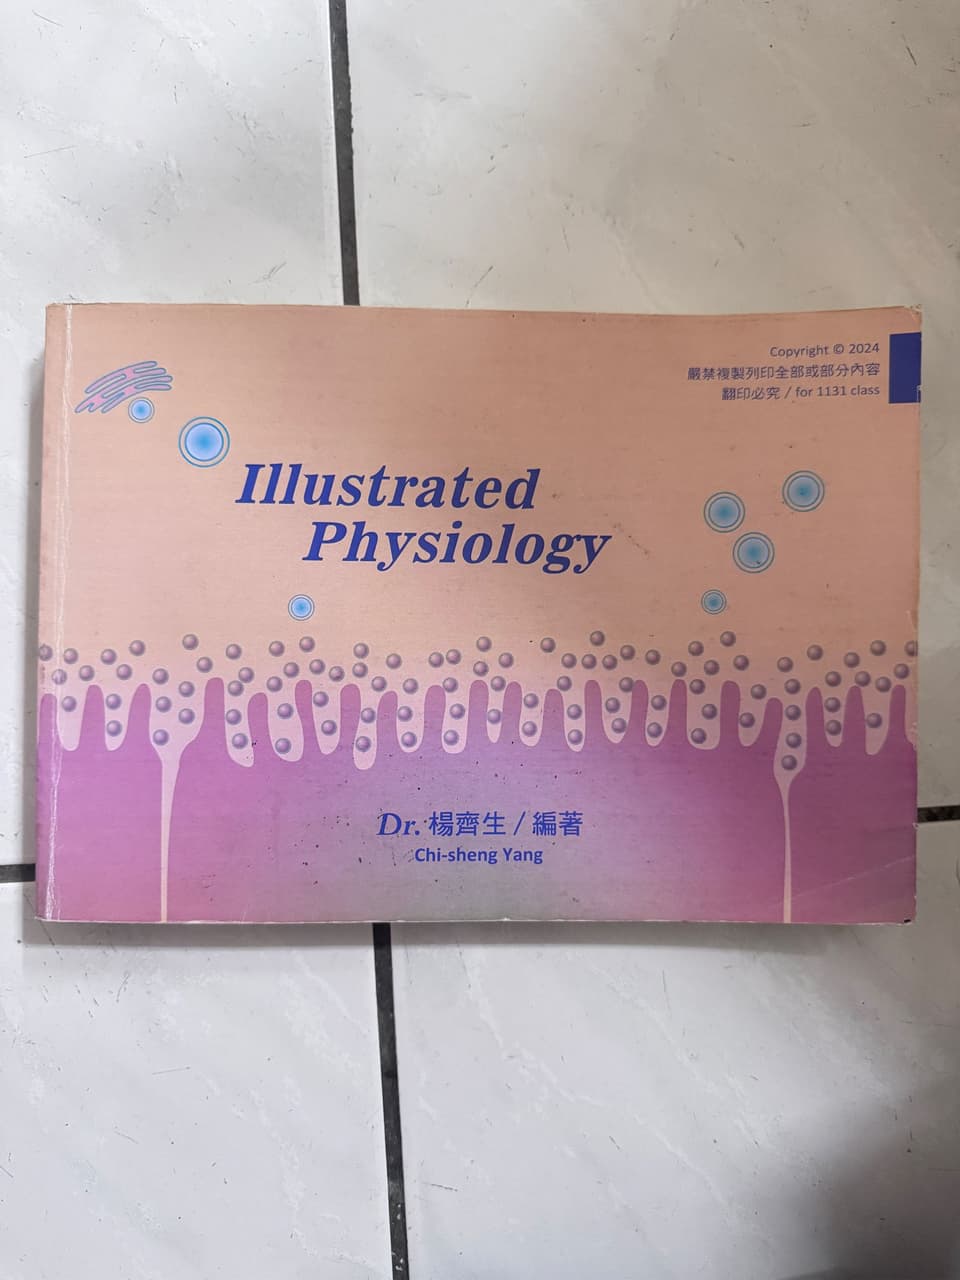 Copyright © 2024
嚴禁複製列印全部或部分內容
翻印必究 / for 1131 class
Illustrated
Physiology
Dr. 楊齊生 / 編著
Chi-sheng Yang